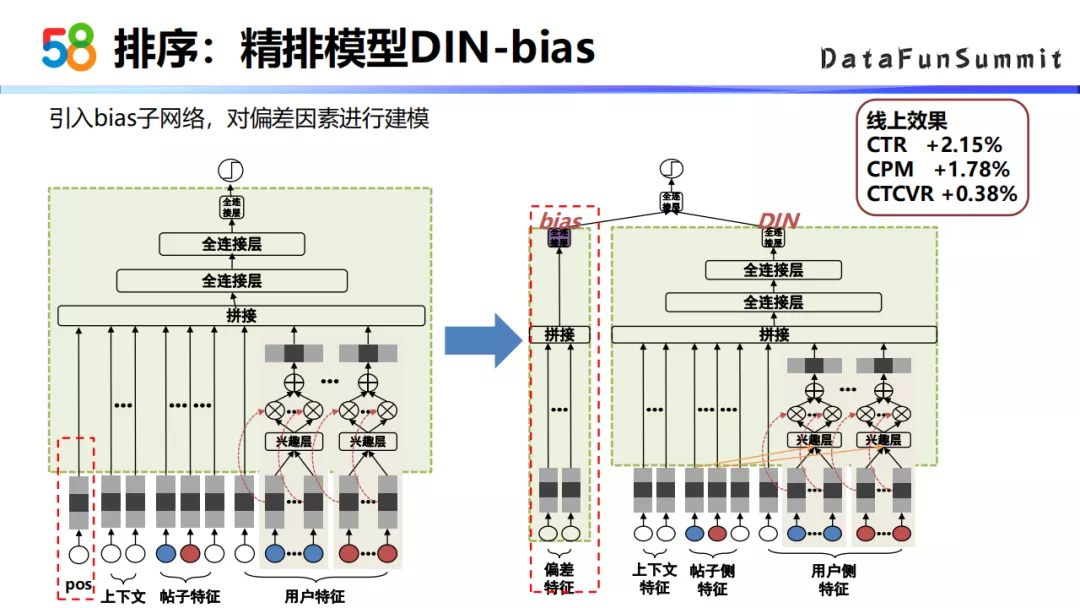 58 排序：精排模型DIN-bias
DataFunSummit
引入bias子网络，对偏差因素进行建模
线上效果
CTR +2.15%
CPM +1.78%
CTCVR +0.38%
全连
接层
全连接层
全连接层
拼接
...
... ...
...
兴趣层
兴趣层
pos
上下文
帖子特征
用户特征
全连
接层
bias
全连
接层
DIN
全连
接层
全连接层
全连接层
拼接
拼接
兴趣层
兴趣层
偏差
特征
上下文
特征
帖子侧
特征
用户侧
特征